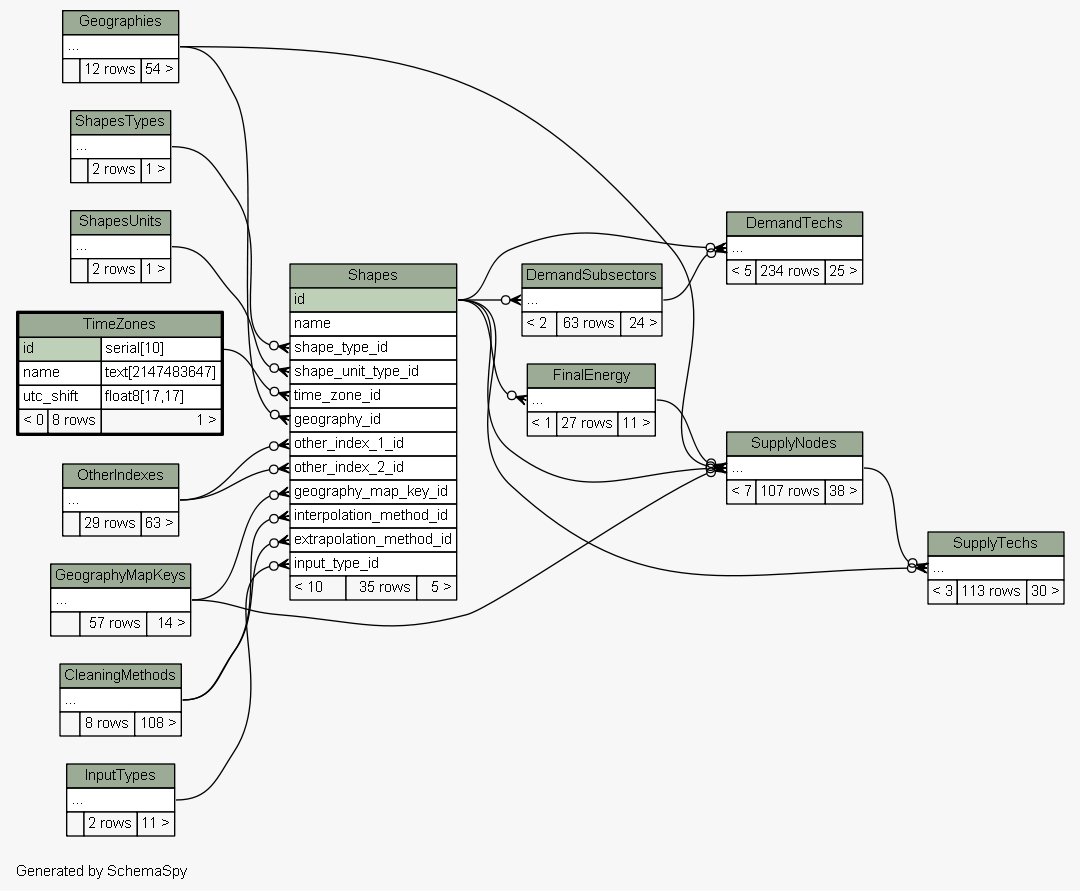 Geographies
...
12 rows 54 >
ShapesTypes
...
2 rows 1 >
ShapesUnits
...
2 rows 1 >
TimeZones
id serial[10]
name text[2147483647]
utc_shift float8[17,17]
< 0 8 rows 1 >
OtherIndexes
...
29 rows 63 >
GeographyMapKeys
...
57 rows 14 >
CleaningMethods
...
8 rows 108 >
InputTypes
...
2 rows 11 >
Shapes
id
name
shape_type_id
shape_unit_type_id
time_zone_id
geography_id
other_index_1_id
other_index_2_id
geography_map_key_id
interpolation_method_id
extrapolation_method_id
input_type_id
< 10 35 rows 5 >
DemandSubsectors
...
< 2 63 rows 24 >
FinalEnergy
...
< 1 27 rows 11 >
DemandTechs
...
< 5 234 rows 25 >
SupplyNodes
...
< 7 107 rows 38 >
SupplyTechs
...
< 3 113 rows 30 >
Generated by SchemaSpy